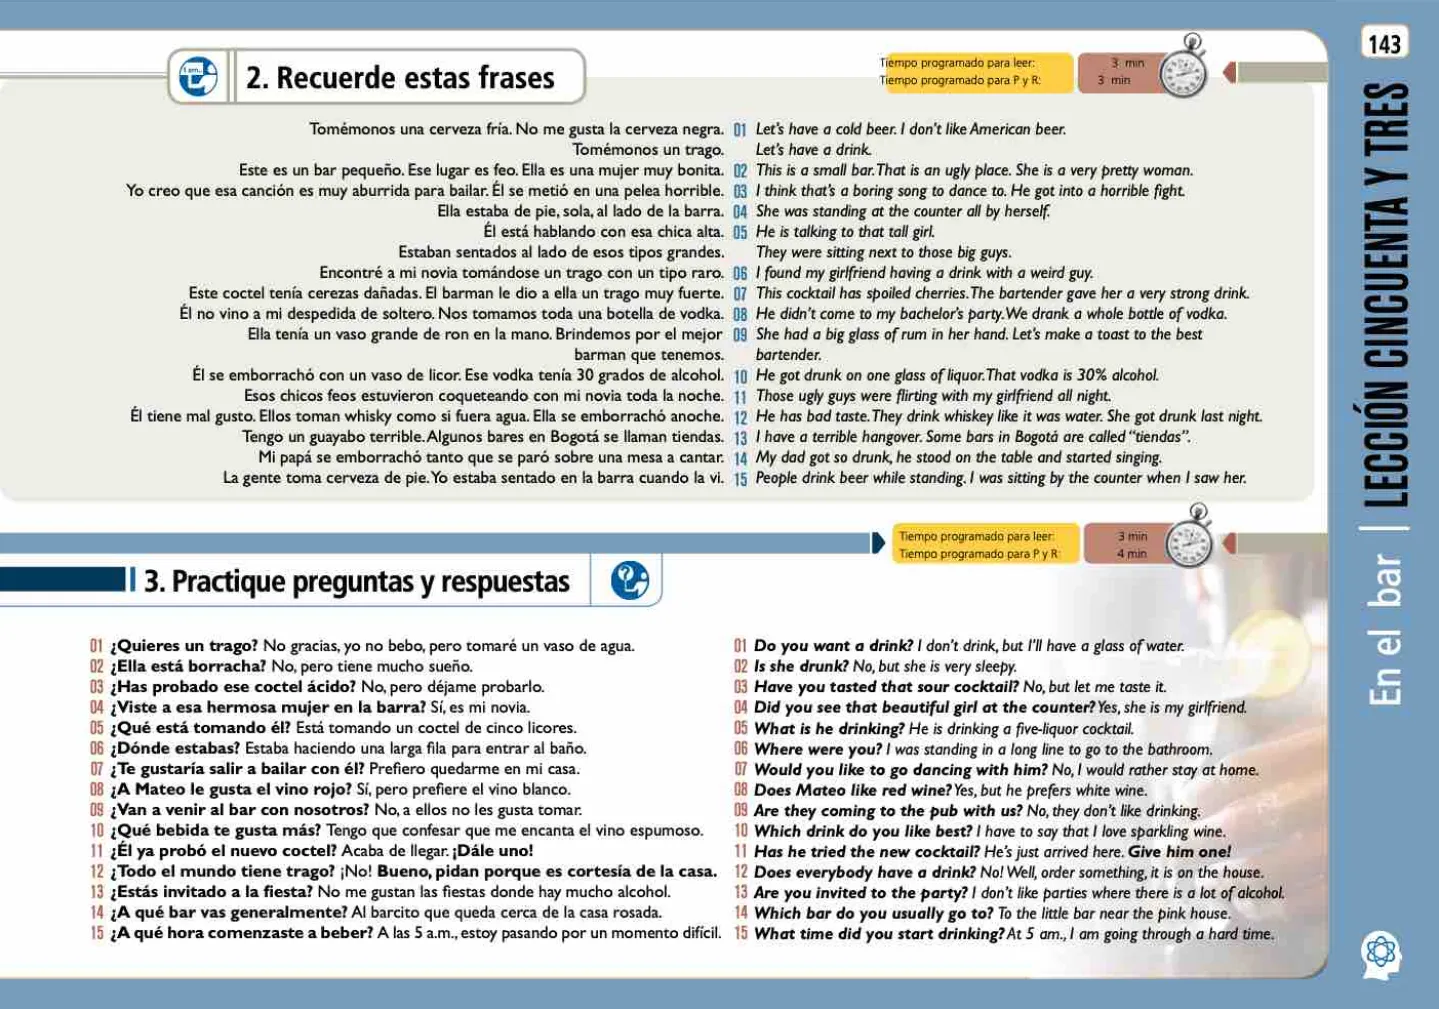 143
LECCIÓN CINCUENTA Y TRES
En el bar
2. Recuerde estas frases
Tiempo programado para leer: 3 min
Tiempo programado para P y R: 3 min
Tomémonos una cerveza fría. No me gusta la cerveza negra. 01 Let's have a cold beer. I don't like American beer.
Tomémonos un trago. Let's have a drink.
Este es un bar pequeño. Ese lugar es feo. Ella es una mujer muy bonita. 02 This is a small bar. That is an ugly place. She is a very pretty woman.
Yo creo que esa canción es muy aburrida para bailar. Él se metió en una pelea horrible. 03 I think that's a boring song to dance to. He got into a horrible fight.
Ella estaba de pie, sola, al lado de la barra. 04 She was standing at the counter all by herself.
Él está hablando con esa chica alta. 05 He is talking to that tall girl.
Estaban sentados al lado de esos tipos grandes. They were sitting next to those big guys.
Encontré a mi novia tomándose un trago con un tipo raro. 06 I found my girlfriend having a drink with a weird guy.
Este coctel tenía cerezas dañadas. El barman le dio a ella un trago muy fuerte. 07 This cocktail has spoiled cherries. The bartender gave her a very strong drink.
Él no vino a mi despedida de soltero. Nos tomamos toda una botella de vodka. 08 He didn't come to my bachelor's party. We drank a whole bottle of vodka.
Ella tenía un vaso grande de ron en la mano. Brindemos por el mejor 09 She had a big glass of rum in her hand. Let's make a toast to the best
barman que tenemos. bartender.
Él se emborrachó con un vaso de licor. Ese vodka tenía 30 grados de alcohol. 10 He got drunk on one glass of liquor. That vodka is 30% alcohol.
Esos chicos feos estuvieron coqueteando con mi novia toda la noche. 11 Those ugly guys were flirting with my girlfriend all night.
Él tiene mal gusto. Ellos toman whisky como si fuera agua. Ella se emborrachó anoche. 12 He has bad taste. They drink whiskey like it was water. She got drunk last night.
Tengo un guayabo terrible. Algunos bares en Bogotá se llaman tiendas. 13 I have a terrible hangover. Some bars in Bogotá are called "tiendas".
Mi papá se emborrachó tanto que se paró sobre una mesa a cantar. 14 My dad got so drunk, he stood on the table and started singing.
La gente toma cerveza de pie. Yo estaba sentado en la barra cuando la vi. 15 People drink beer while standing. I was sitting by the counter when I saw her.
Tiempo programado para leer: 3 min
Tiempo programado para P y R: 4 min
3. Practique preguntas y respuestas
01 ¿Quieres un trago? No gracias, yo no bebo, pero tomaré un vaso de agua.
02 ¿Ella está borracha? No, pero tiene mucho sueño.
03 ¿Has probado ese coctel ácido? No, pero déjame probarlo.
04 ¿Viste a esa hermosa mujer en la barra? Sí, es mi novia.
05 ¿Qué está tomando él? Está tomando un coctel de cinco licores.
06 ¿Dónde estabas? Estaba haciendo una larga fila para entrar al baño.
07 ¿Te gustaría salir a bailar con él? Prefiero quedarme en mi casa.
08 ¿A Mateo le gusta el vino rojo? Sí, pero prefiere el vino blanco.
09 ¿Van a venir al bar con nosotros? No, a ellos no les gusta tomar.
10 ¿Qué bebida te gusta más? Tengo que confesar que me encanta el vino espumoso.
11 ¿Él ya probó el nuevo coctel? Acaba de llegar. ¡Dále uno!
12 ¿Todo el mundo tiene trago? ¡No! Bueno, pidan porque es cortesía de la casa.
13 ¿Estás invitado a la fiesta? No me gustan las fiestas donde hay mucho alcohol.
14 ¿A qué bar vas generalmente? Al barcito que queda cerca de la casa rosada.
15 ¿A qué hora comenzaste a beber? A las 5 a.m., estoy pasando por un momento difícil.
01 Do you want a drink? I don't drink, but I'll have a glass of water.
02 Is she drunk? No, but she is very sleepy.
03 Have you tasted that sour cocktail? No, but let me taste it.
04 Did you see that beautiful girl at the counter? Yes, she is my girlfriend.
05 What is he drinking? He is drinking a five-liquor cocktail.
06 Where were you? I was standing in a long line to go to the bathroom.
07 Would you like to go dancing with him? No, I would rather stay at home.
08 Does Mateo like red wine? Yes, but he prefers white wine.
09 Are they coming to the pub with us? No, they don't like drinking.
10 Which drink do you like best? I have to say that I love sparkling wine.
11 Has he tried the new cocktail? He's just arrived here. Give him one!
12 Does everybody have a drink? No! Well, order something, it is on the house.
13 Are you invited to the party? I don't like parties where there is a lot of alcohol.
14 Which bar do you usually go to? To the little bar near the pink house.
15 What time did you start drinking? At 5 am., I am going through a hard time.